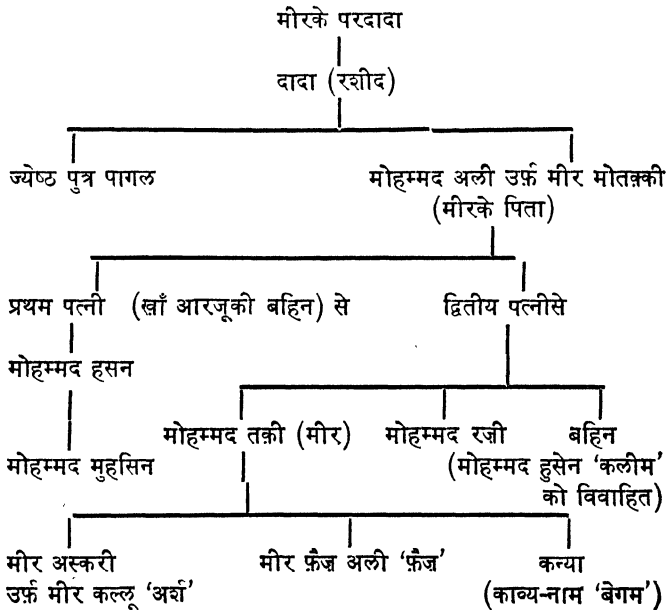 मीरके परदादा
दादा (रशीद)
ज्येष्ठ पुत्र पागल मोहम्मद अली उर्फ़ मीर मोतक़्क़ी
(मीरके पिता)
प्रथम पत्नी (ख़ाँ आरजूकी बहिन) से द्वितीय पत्नीसे
मोहम्मद हसन
मोहम्मद तक़ी (मीर) मोहम्मद रज़ी बहिन
मोहम्मद मुहसिन (मोहम्मद हुसेन ‘कलीम’
को विवाहित)
मीर अस्करी मीर फ़ैज़ अली ‘फ़ैज़’ कन्या
उर्फ़ मीर कल्लू ‘अर्श’ (काव्य-नाम ‘बेगम’)